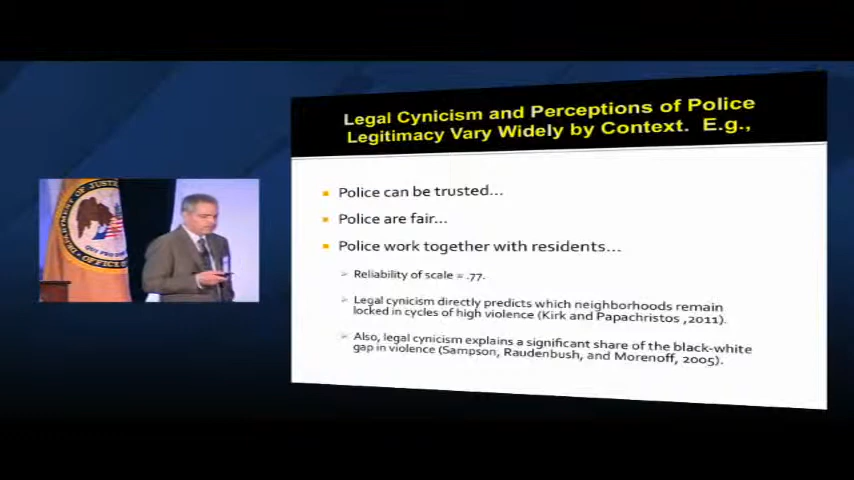 Legal Cynicism and Perceptions of Police
Legitimacy Vary Widely by Context. E.g.,
Police can be trusted...
Police are fair...
Police work together with residents...
Reliability of scale = .77.
Legal cynicism directly predicts which neighborhoods remain
locked in cycles of high violence (Kirk and Papachristos ,2011).
Also, legal cynicism explains a significant share of the black-white
gap in violence (Sampson, Raudenbush, and Morenoff, 2005).
OF JUSTICE